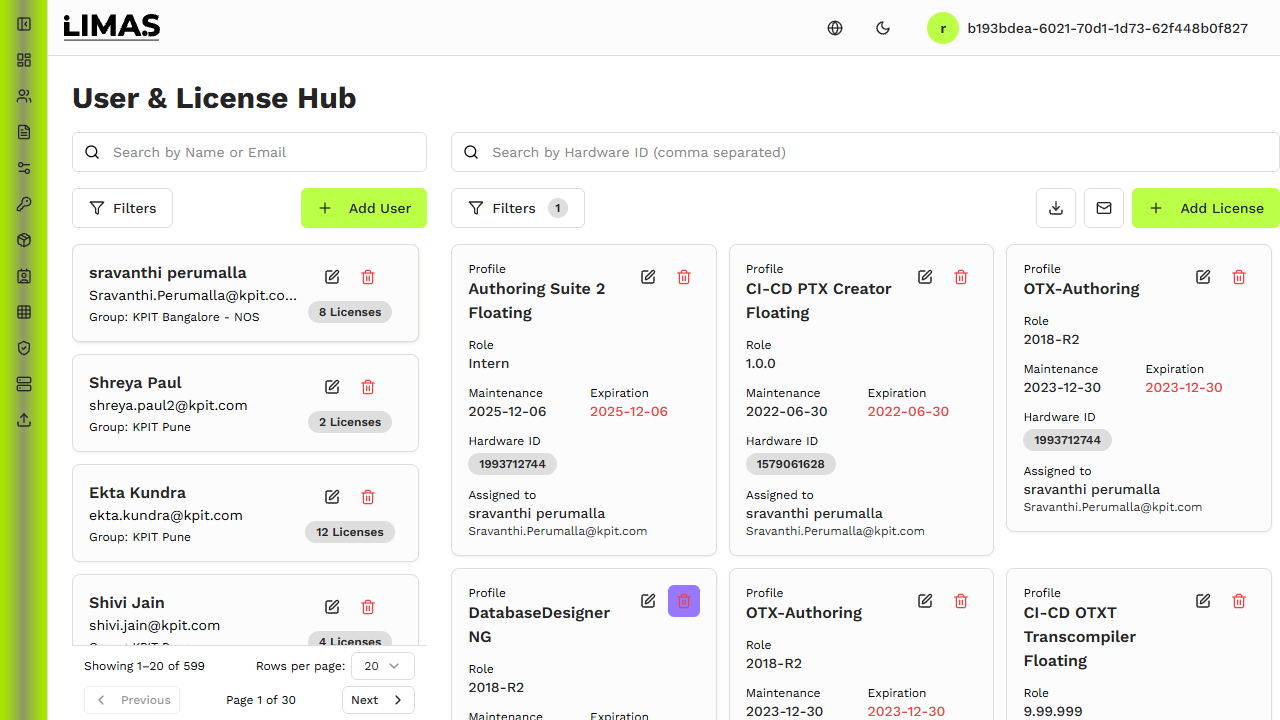 LIMAS
r
b193bdea-6021-70d1-1d73-62f448b0f827
User & License Hub
Search by Name or Email
Search by Hardware ID (comma separated)
Filters
Add User
Filters 1
Add License
sravanthi perumalla
Sravanthi.Perumalla@kpit.co...
Group: KPIT Bangalore - NOS
8 Licenses
Shreya Paul
shreya.paul2@kpit.com
Group: KPIT Pune
2 Licenses
Ekta Kundra
ekta.kundra@kpit.com
Group: KPIT Pune
12 Licenses
Shivi Jain
shivi.jain@kpit.com
4 Licenses
Showing 1–20 of 599
Rows per page: 20
Previous
Page 1 of 30
Next
Profile
Authoring Suite 2
Floating
Role
Intern
Maintenance Expiration
2025-12-06 2025-12-06
Hardware ID
1993712744
Assigned to
sravanthi perumalla
Sravanthi.Perumalla@kpit.com
Profile
CI-CD PTX Creator
Floating
Role
1.0.0
Maintenance Expiration
2022-06-30 2022-06-30
Hardware ID
1579061628
Assigned to
sravanthi perumalla
Sravanthi.Perumalla@kpit.com
Profile
OTX-Authoring
Role
2018-R2
Maintenance Expiration
2023-12-30 2023-12-30
Hardware ID
1993712744
Assigned to
sravanthi perumalla
Sravanthi.Perumalla@kpit.com
Profile
DatabaseDesigner
NG
Role
2018-R2
Maintenance Expiration
Profile
OTX-Authoring
Role
2018-R2
Maintenance Expiration
2023-12-30 2023-12-30
Profile
CI-CD OTXT
Transcompiler
Floating
Role
9.99.999